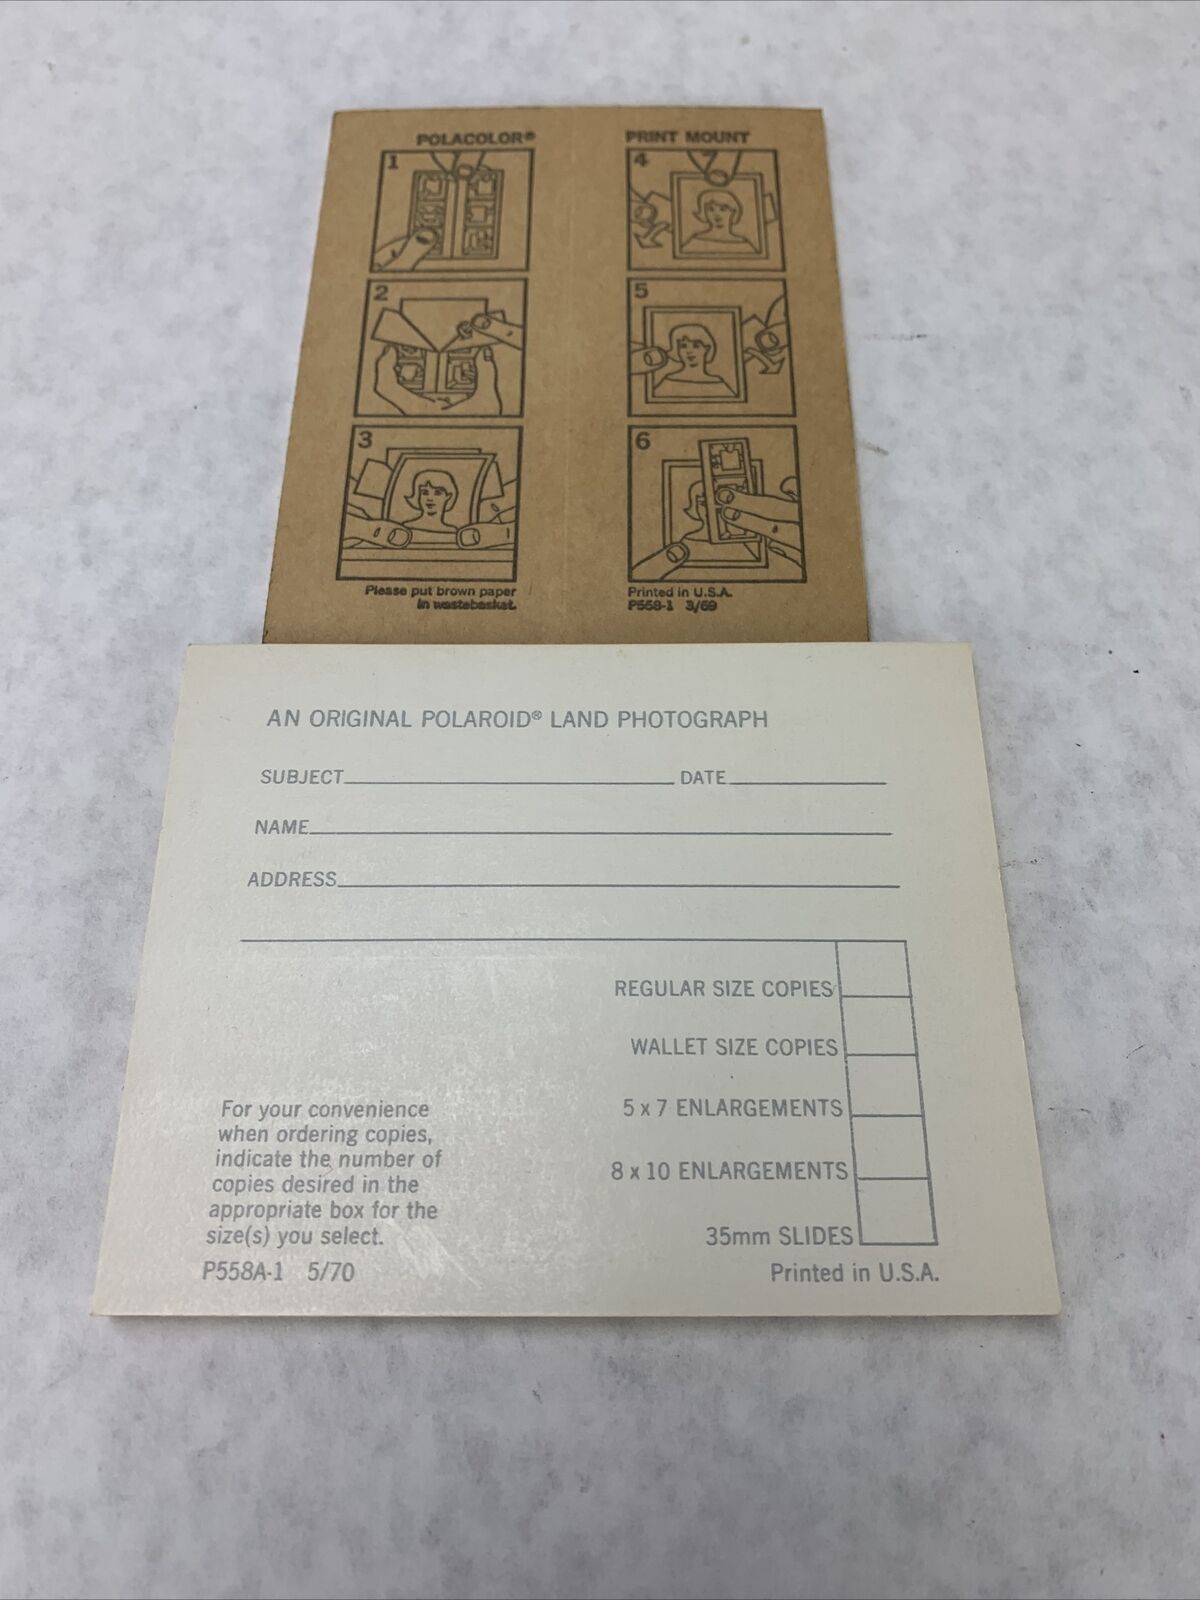 POLACOLOR® PRINT MOUNT
1
2
3
4
5
6
Please put brown paper
in wastebasket.
Printed in U.S.A.
P558-1 3/69
AN ORIGINAL POLAROID® LAND PHOTOGRAPH
SUBJECT DATE
NAME
ADDRESS
REGULAR SIZE COPIES
WALLET SIZE COPIES
5 x 7 ENLARGEMENTS
8 x 10 ENLARGEMENTS
35mm SLIDES
For your convenience
when ordering copies,
indicate the number of
copies desired in the
appropriate box for the
size(s) you select.
P558A-1 5/70
Printed in U.S.A.